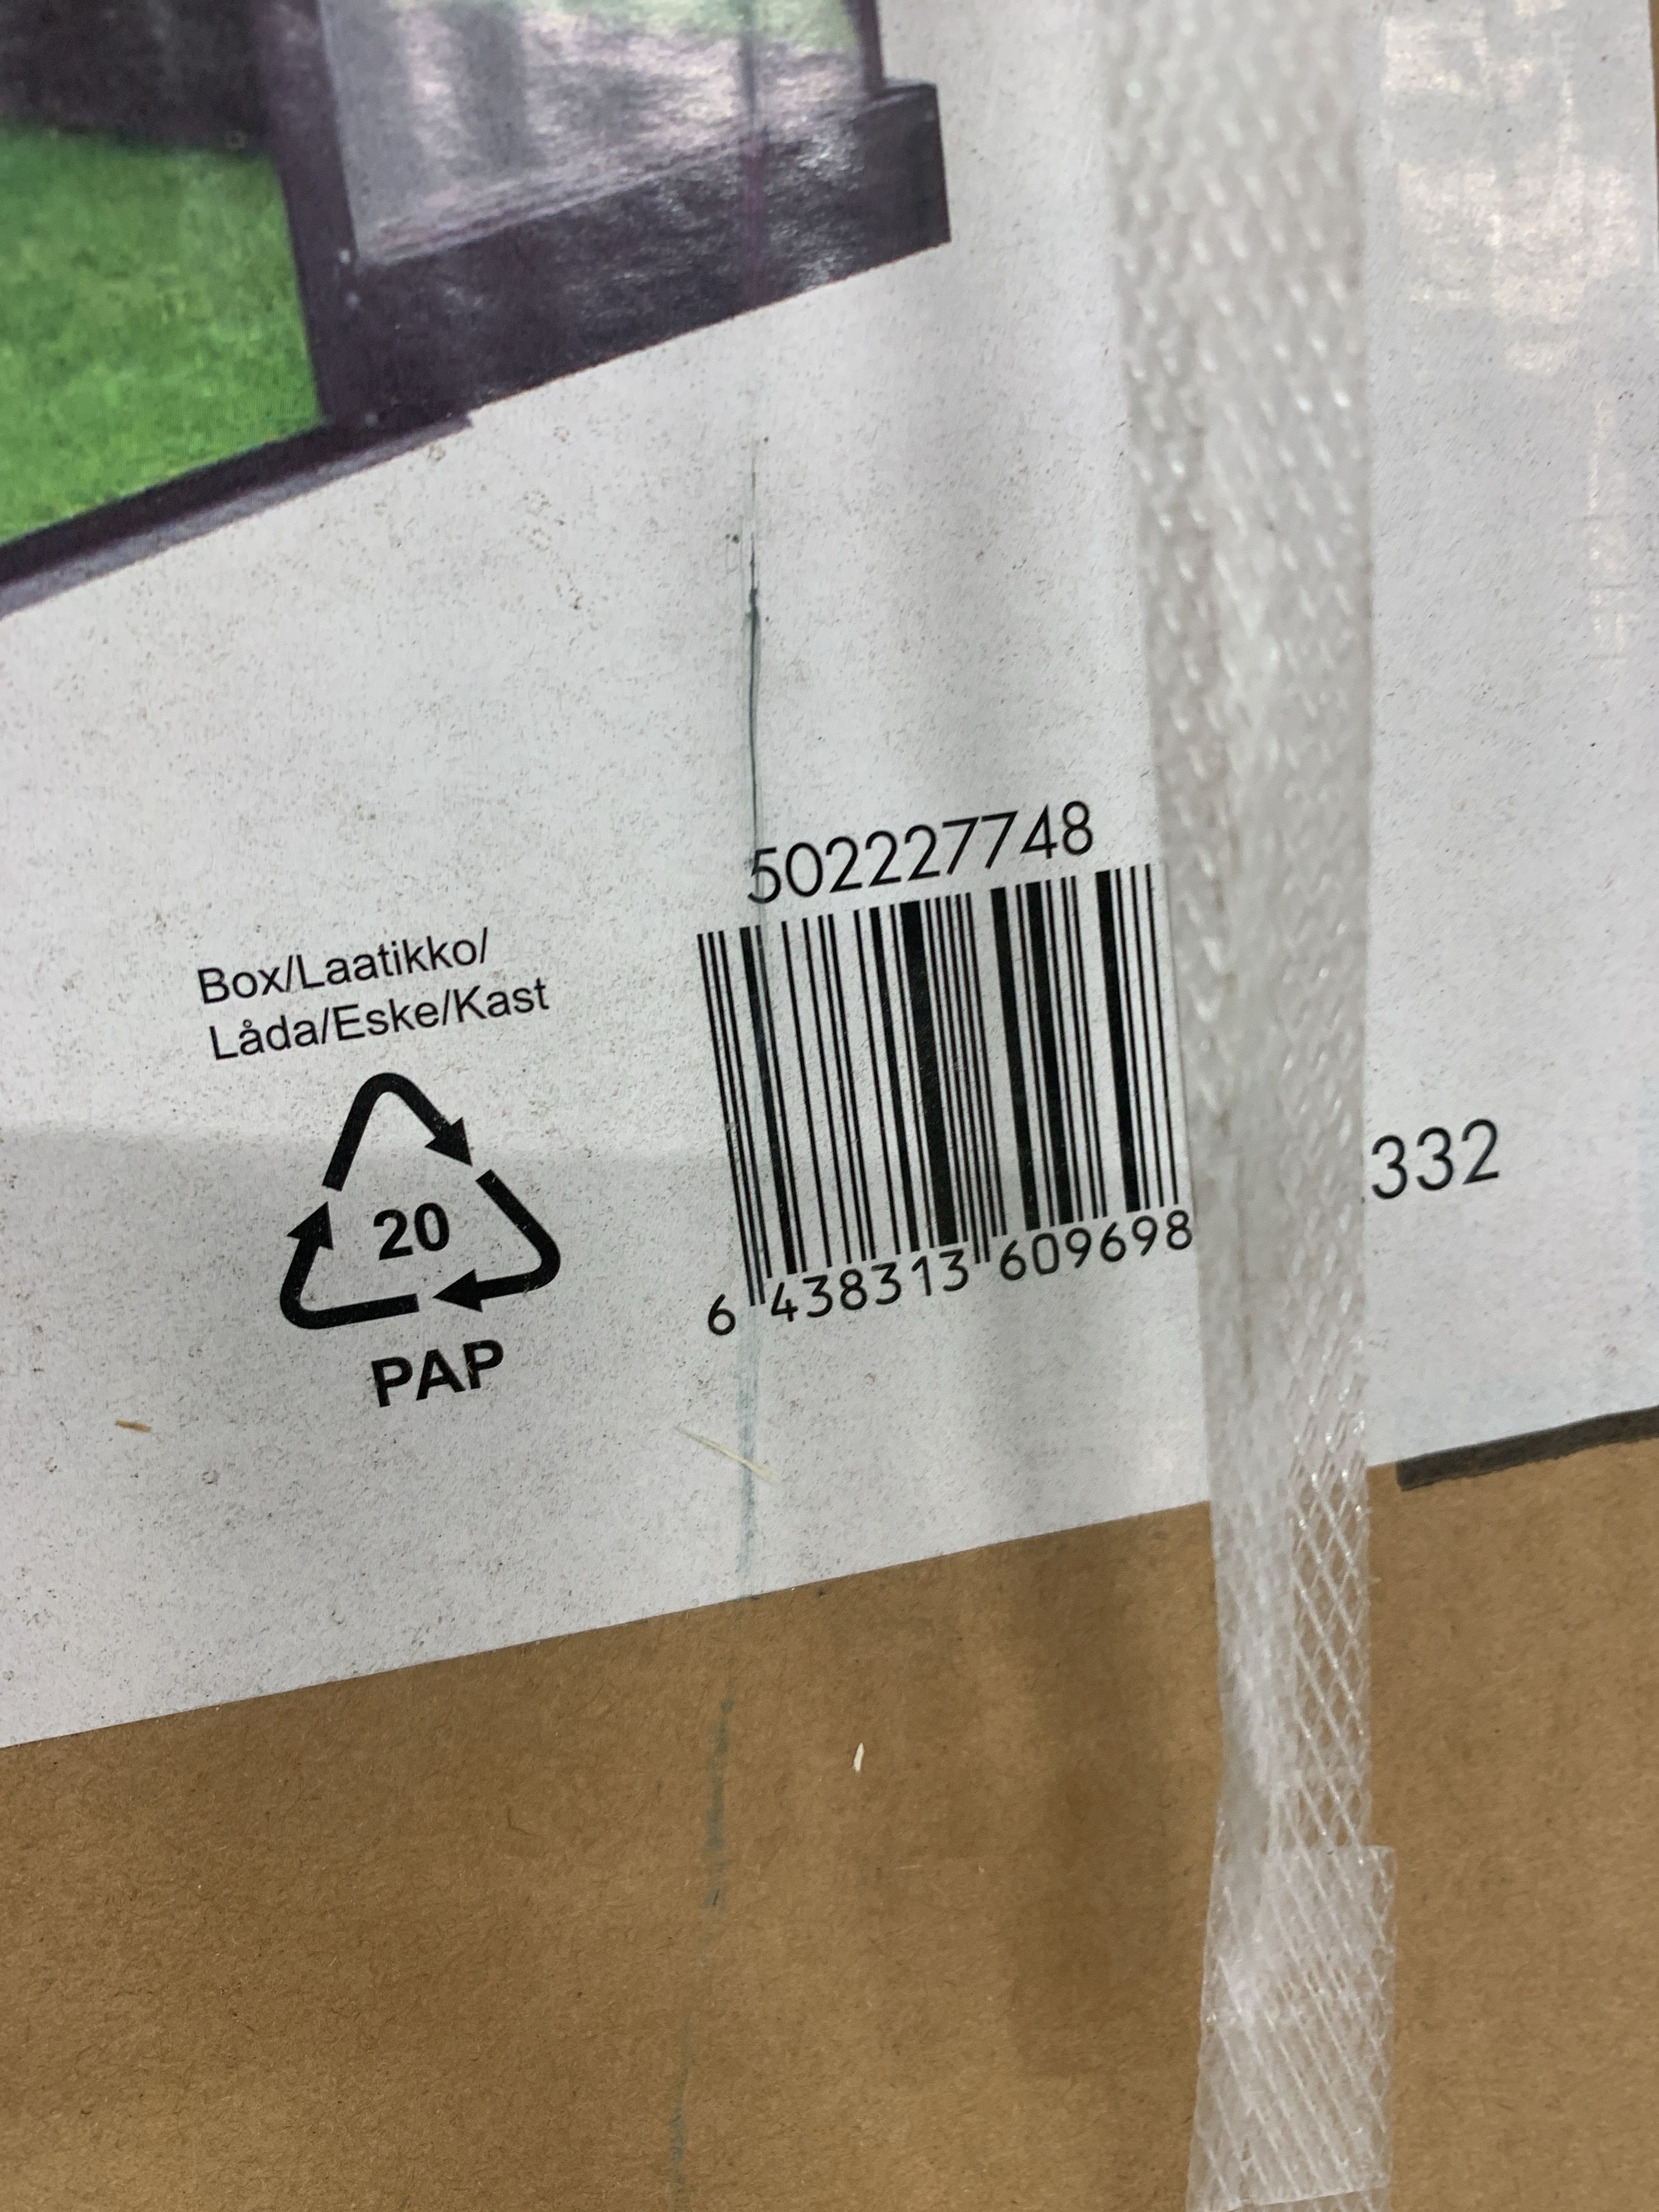 502227748
Box/Laatikko/
Låda/Eske/Kast
20
PAP
6 438313 609698
332